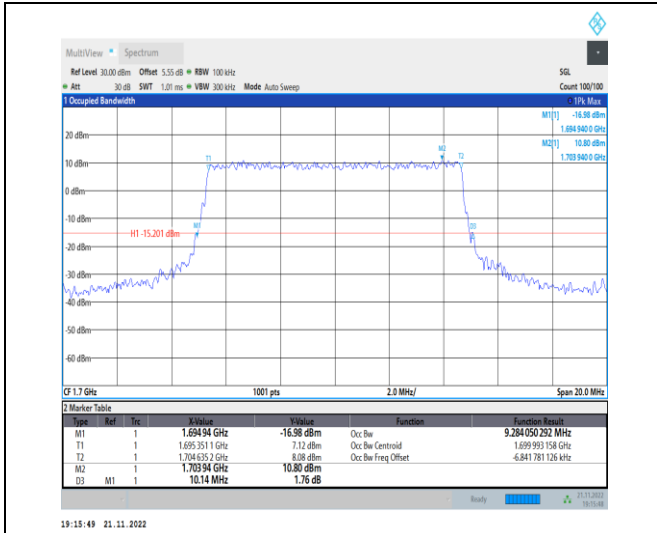 MultiView Spectrum
Ref Level 30.00 dBm Offset 5.55 dB RBW 100 kHz SGL
Att 30 dB SWT 1.01 ms VBW 300 kHz Mode Auto Sweep Count 100/100
1 Occupied Bandwidth 1Pk Max
M1[1] -16.98 dBm
1.694 940 0 GHz
M2[1] 10.80 dBm
1.703 940 0 GHz
20 dBm
M2
T1 T2
10 dBm
0 dBm
-10 dBm
M1 D3
H1 -15.201 dBm
-20 dBm
-30 dBm
-40 dBm
-50 dBm
-60 dBm
CF 1.7 GHz 1001 pts 2.0 MHz/ Span 20.0 MHz
2 Marker Table
Type Ref Trc X-Value Y-Value Function Function Result
M1 1 1.694 94 GHz -16.98 dBm Occ Bw 9.284 050 292 MHz
T1 1 1.695 351 1 GHz 7.12 dBm Occ Bw Centroid 1.699 993 158 GHz
T2 1 1.704 635 2 GHz 8.08 dBm Occ Bw Freq Offset -6.841 781 126 kHz
M2 1 1.703 94 GHz 10.80 dBm
D3 M1 1 10.14 MHz 1.76 dB
Ready 21.11.2022
19:15:48
19:15:49 21.11.2022